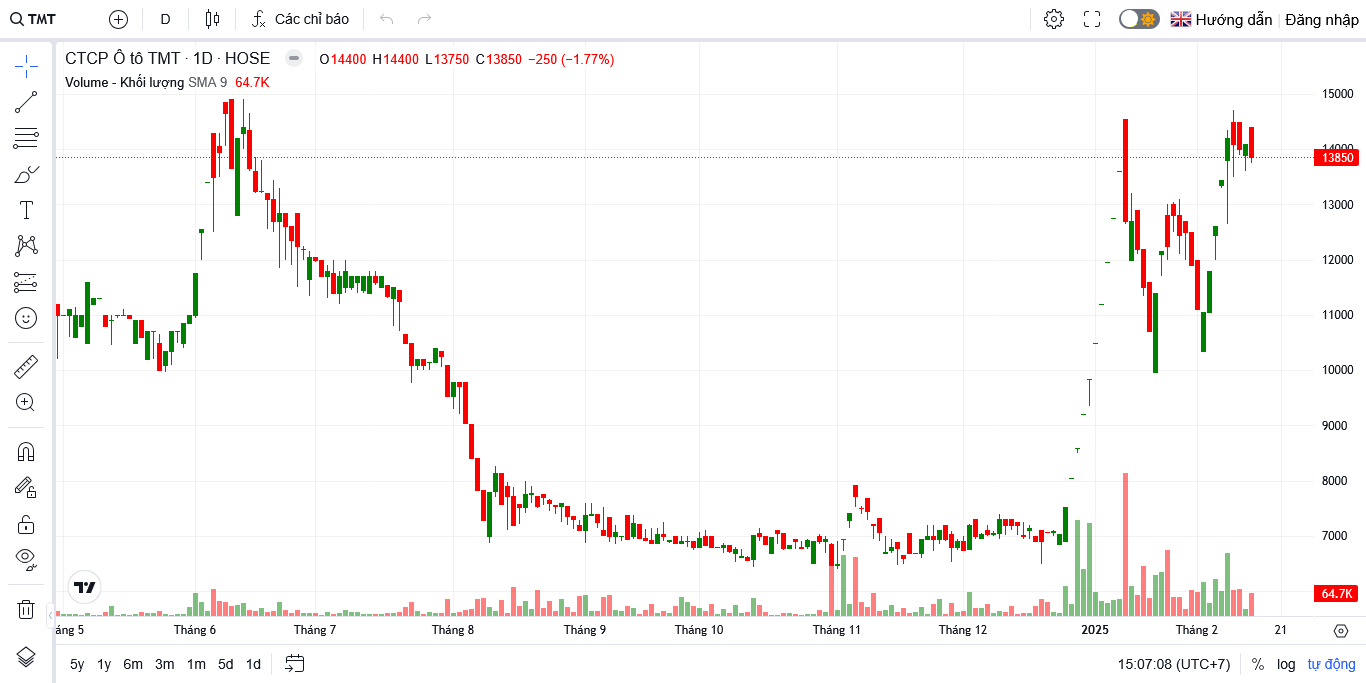 TMT D Các chỉ báo Hướng dẫn Đăng nhập
CTCP Ô tô TMT · 1D · HOSE O14400 H14400 L13750 C13850 −250 (−1.77%)
Volume - Khối lượng SMA 9 64.7K
15000
14000
13850
13000
12000
11000
10000
9000
8000
7000
64.7K
áng 5 Tháng 6 Tháng 7 Tháng 8 Tháng 9 Tháng 10 Tháng 11 Tháng 12 2025 Tháng 2 21
5y 1y 6m 3m 1m 5d 1d 15:07:08 (UTC+7) % log tự động